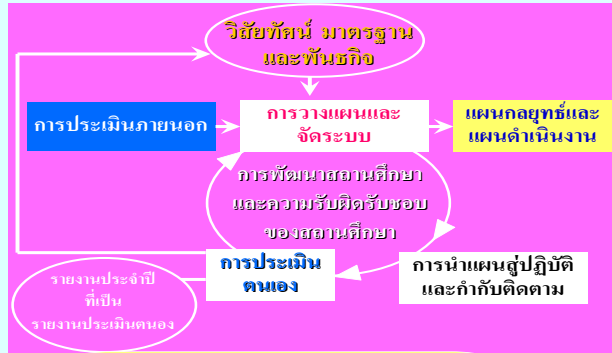 วิสัยทัศน์ มาตรฐาน
และพันธกิจ
การประเมินภายนอก
การวางแผนและ
จัดระบบ
แผนกลยุทธ์และ
แผนดำเนินงาน
การพัฒนาสถานศึกษา
และความรับผิดรับชอบ
ของสถานศึกษา
การประเมิน
ตนเอง
การนำแผนสู่ปฏิบัติ
และกำกับติดตาม
รายงานประจำปี
ที่เป็น
รายงานประเมินตนอง